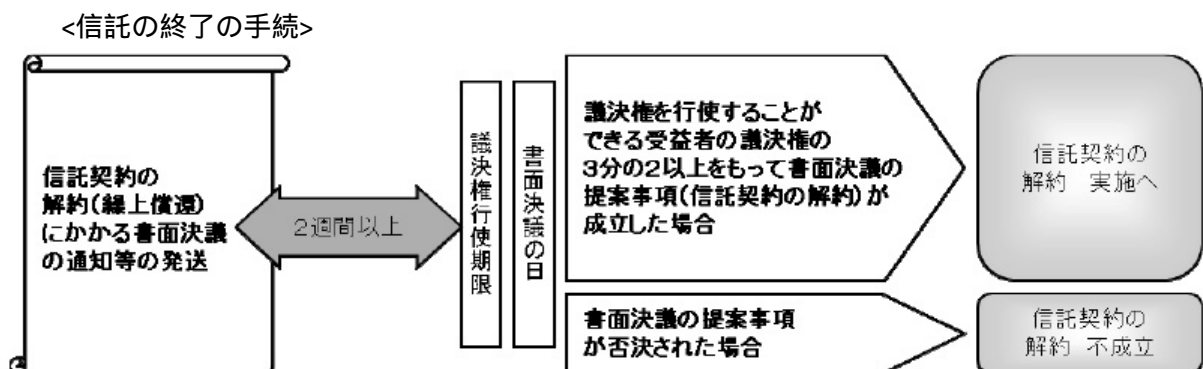 <信託の終了の手続>
信託契約の
解約(繰上償還)
にかかる書面決議
の通知等の発送
2週間以上
議決権行使期限
書面決議の日
議決権を行使することが
できる受益者の議決権の
3分の2以上をもって書面決議の
提案事項(信託契約の解約)が
成立した場合
信託契約の
解約 実施へ
書面決議の提案事項
が否決された場合
信託契約の
解約 不成立